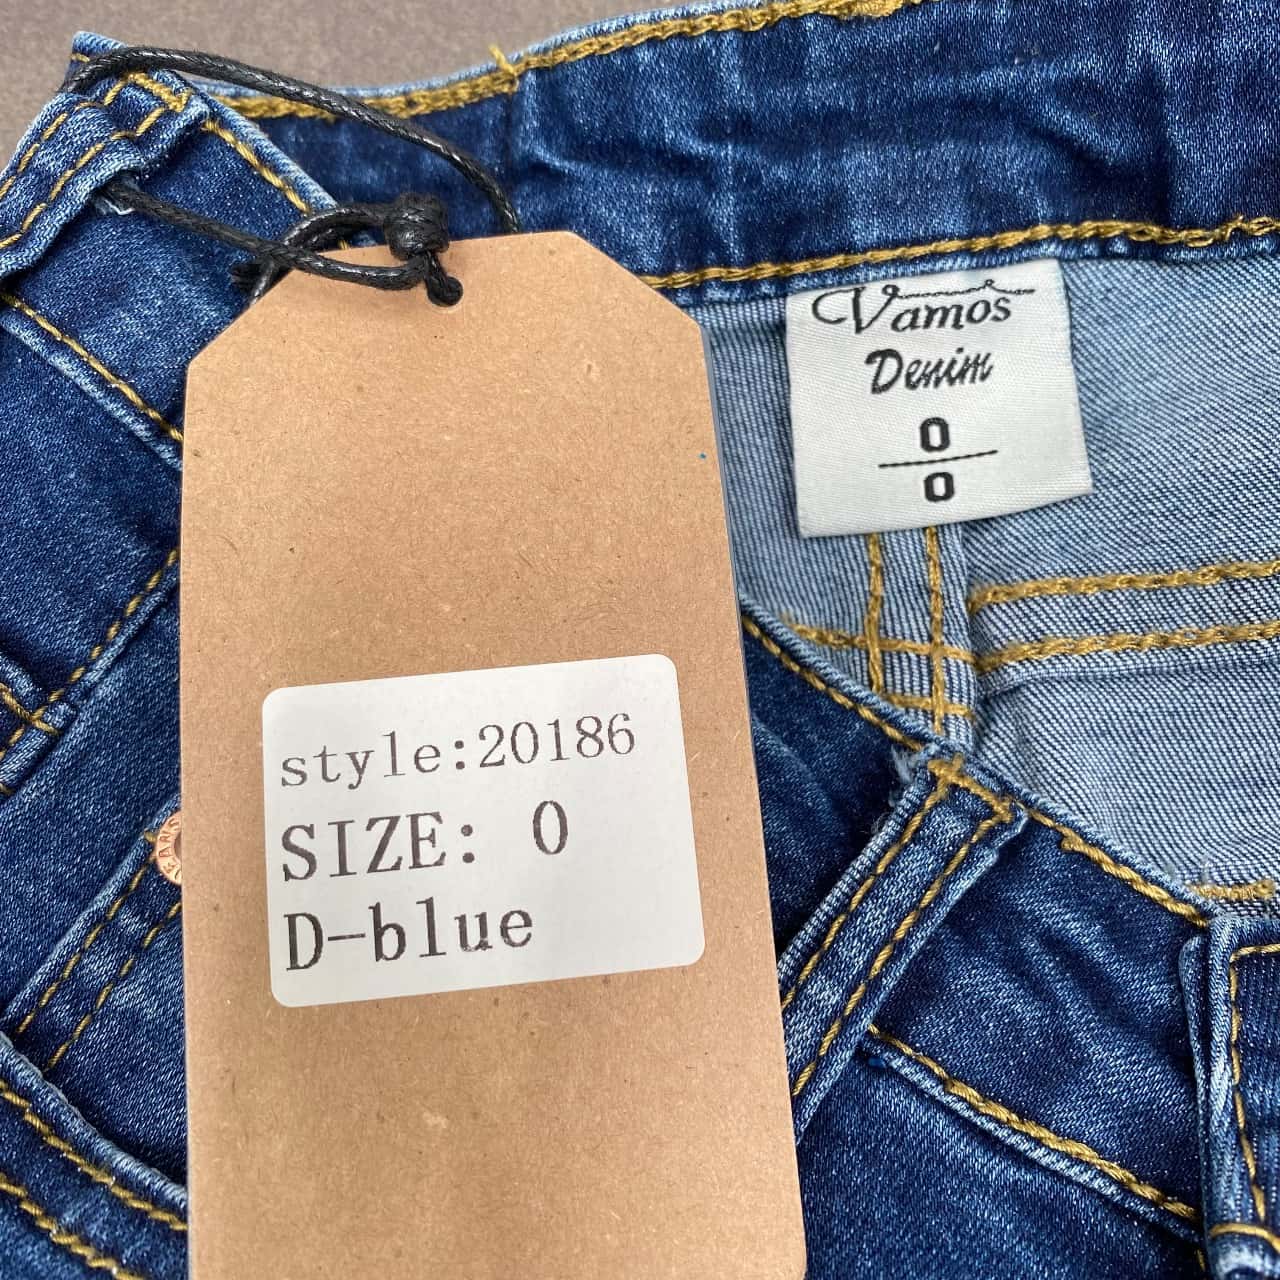 Vamos
Denim
0
0
style:20186
SIZE: 0
D-blue